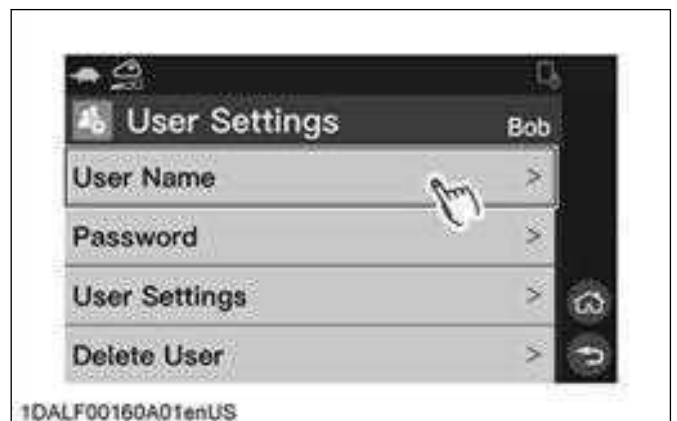 User Settings
Bob
User Name >
Password >
User Settings >
Delete User >
1DALF00160A01enUS